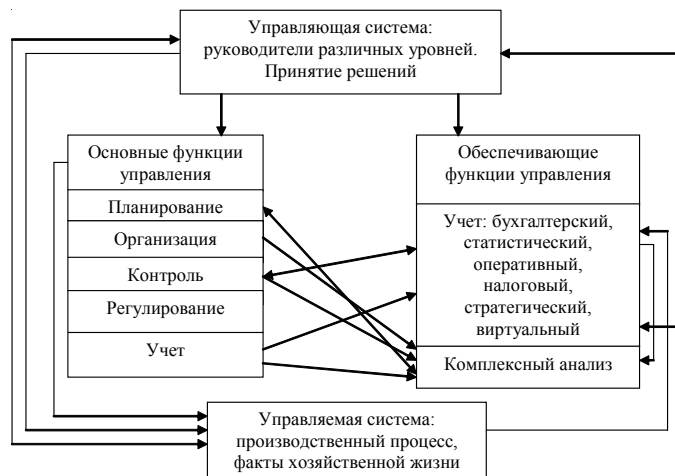 Управляющая система:
руководители различных уровней.
Принятие решений
Основные функции
управления
Планирование
Организация
Контроль
Регулирование
Учет
Обеспечивающие
функции управления
Учет: бухгалтерский,
статистический,
оперативный,
налоговый,
стратегический,
виртуальный
Комплексный анализ
Управляемая система:
производственный процесс,
факты хозяйственной жизни